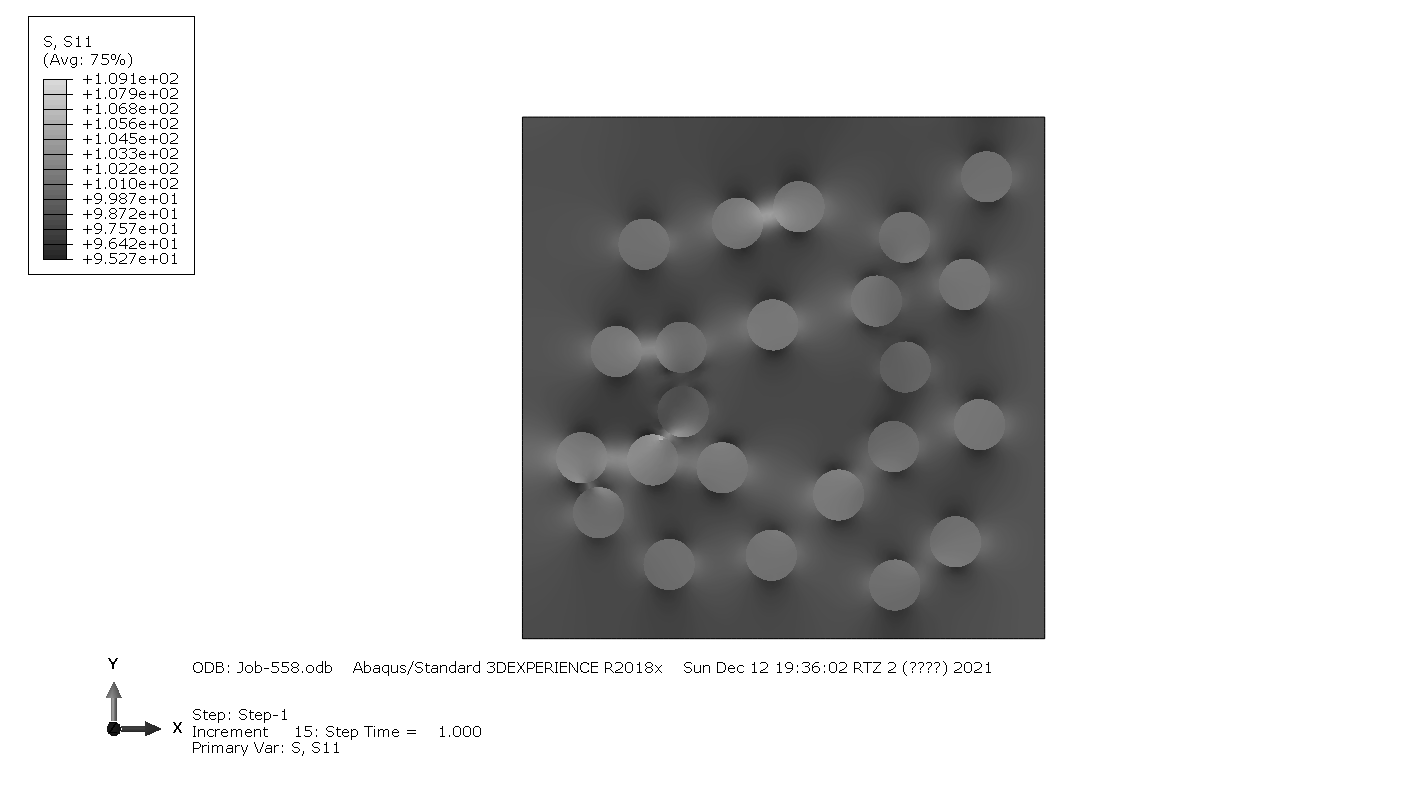 S, S11
(Avg: 75%)
+1.091e+02
+1.079e+02
+1.068e+02
+1.056e+02
+1.045e+02
+1.033e+02
+1.022e+02
+1.010e+02
+9.987e+01
+9.872e+01
+9.757e+01
+9.642e+01
+9.527e+01
Y
X
ODB: Job-558.odb    Abaqus/Standard 3DEXPERIENCE R2018x    Sun Dec 12 19:36:02 RTZ 2 (????) 2021
Step: Step-1
Increment     15: Step Time =    1.000
Primary Var: S, S11